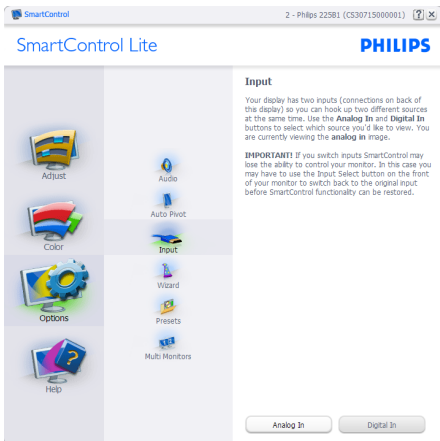 SmartControl
2 - Philips 225B1 (CS30715000001)
?
SmartControl Lite
PHILIPS
Adjust
Color
Options
Help
Audio
Auto Pivot
Input
Wizard
Presets
Multi Monitors
Input
Your display has two inputs (connections on back of
this display) so you can hook up two different sources
at the same time. Use the Analog In and Digital In
buttons to select which source you'd like to view. You
are currently viewing the analog in image.
IMPORTANT! If you switch inputs SmartControl may
lose the ability to control your monitor. In this case you
may have to use the Input Select button on the front
of your monitor to switch back to the original input
before SmartControl functionality can be restored.
Analog In
Digital In